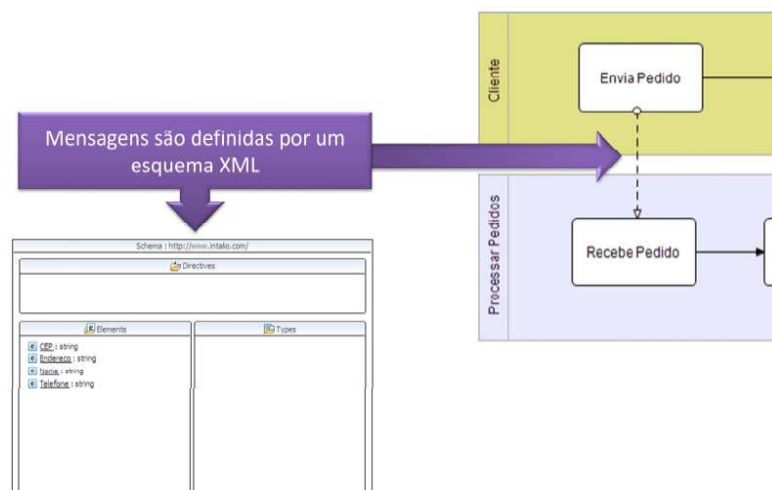 Cliente
Envia Pedido
Mensagens são definidas por um
esquema XML
Processar Pedidos
Recebe Pedido
Schema : http://www.intalio.com/
Directives
Elements
Types
CEP : string
Endereco : string
Nome : string
Telefone : string